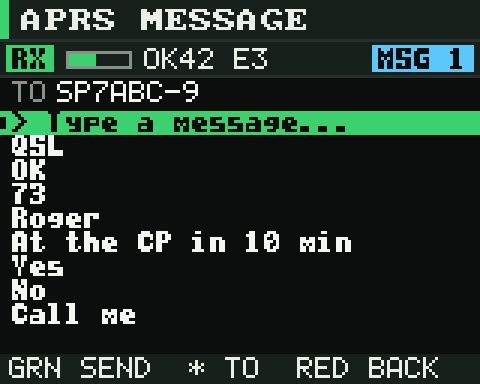 APRS MESSAGE
RX OK42 E3 MSG 1
TO SP7ABC-9
> Type a message...
QSL
OK
73
Roger
At the CP in 10 min
Yes
No
Call me
GRN SEND * TO RED BACK